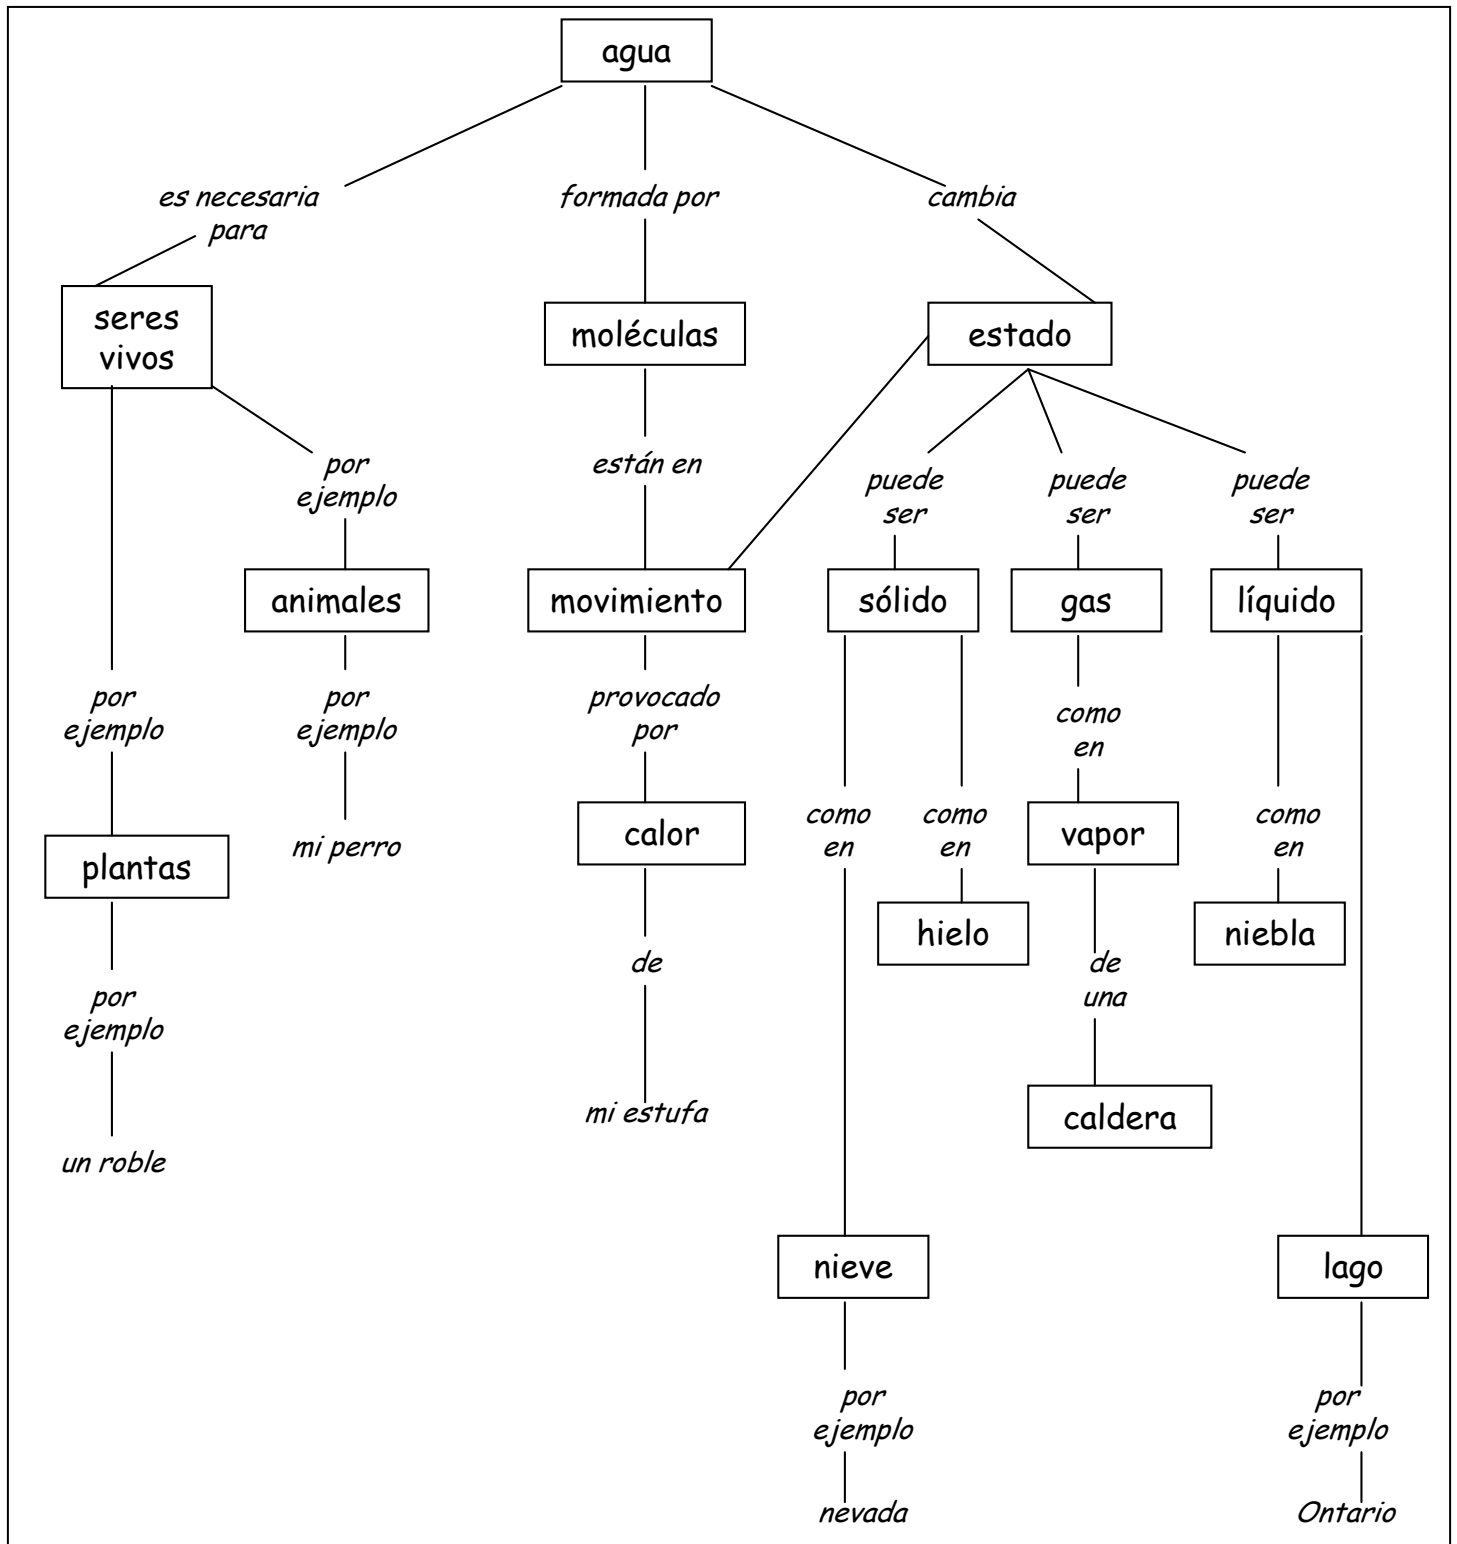 agua
es necesaria
para
formada por
cambia
seres
vivos
moléculas
estado
por
ejemplo
están en
puede
ser
puede
ser
puede
ser
animales
movimiento
sólido
gas
líquido
por
ejemplo
por
ejemplo
provocado
por
como
en
mi perro
calor
como
en
como
en
vapor
como
en
plantas
hielo
niebla
de
de
una
por
ejemplo
mi estufa
caldera
un roble
nieve
lago
por
ejemplo
por
ejemplo
nevada
Ontario